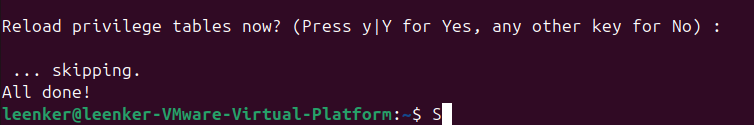 Reload privilege tables now? (Press y|Y for Yes, any other key for No) :
... skipping.
All done!
leenker@leenker-VMware-Virtual-Platform:~$ S